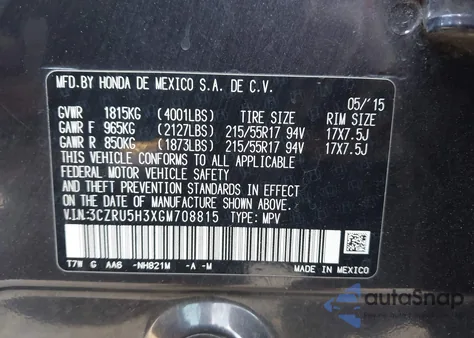 MFD.BY HONDA DE MEXICO S.A. DE C.V.
05/'15
GVWR 1815KG (4001LBS) TIRE SIZE RIM SIZE
GAWR F 965KG (2127LBS) 215/55R17 94V 17X7.5J
GAWR R 850KG (1873LBS) 215/55R17 94V 17X7.5J
THIS VEHICLE CONFORMS TO ALL APPLICABLE
FEDERAL MOTOR VEHICLE SAFETY
STANDARDS IN EFFECT
ON THE DATE OF MANUFACTURE SHOWN ABOVE.
V.I.N:3CZRU5H3XGM708815 TYPE: MPV
T7W G AA6 -NH821M -A -M MADE IN MEXICO
autoSnap